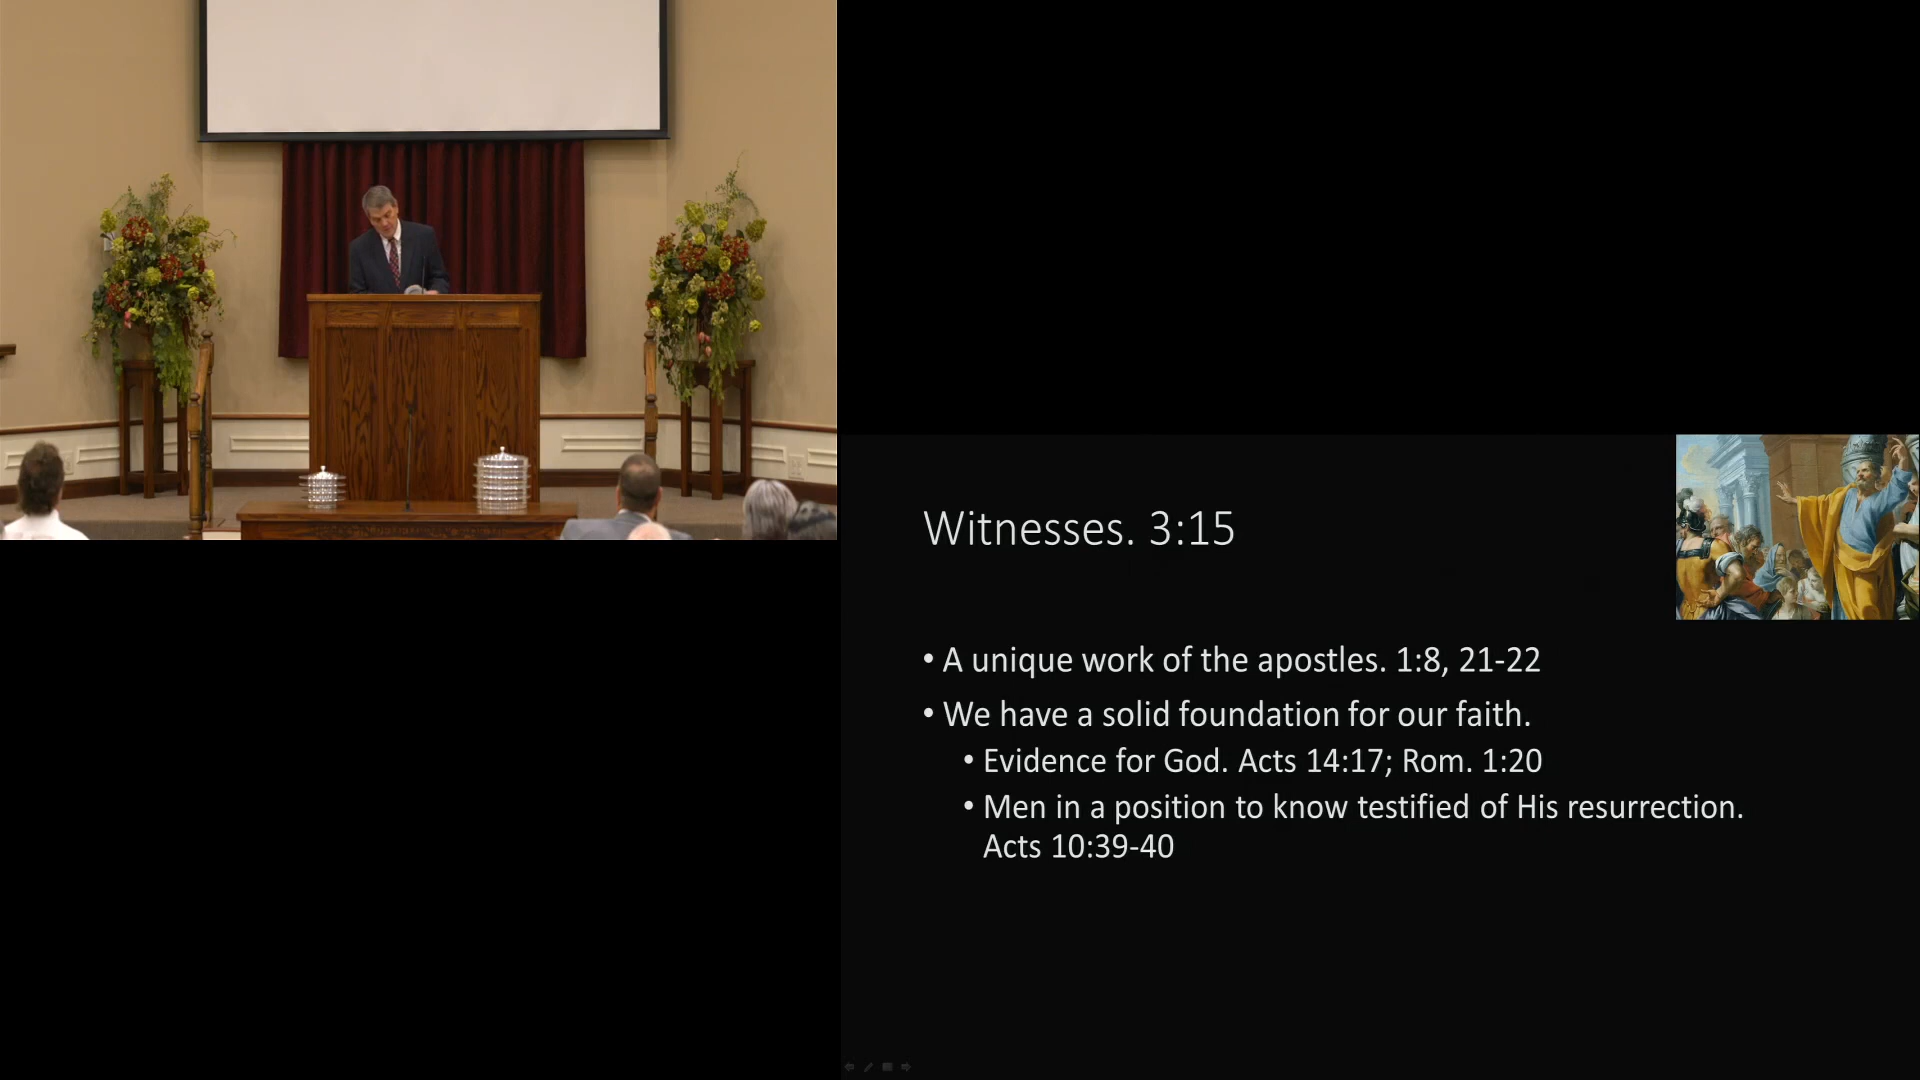 Witnesses. 3:15
• A unique work of the apostles. 1:8, 21-22
• We have a solid foundation for our faith.
• Evidence for God. Acts 14:17; Rom. 1:20
• Men in a position to know testified of His resurrection.
Acts 10:39-40